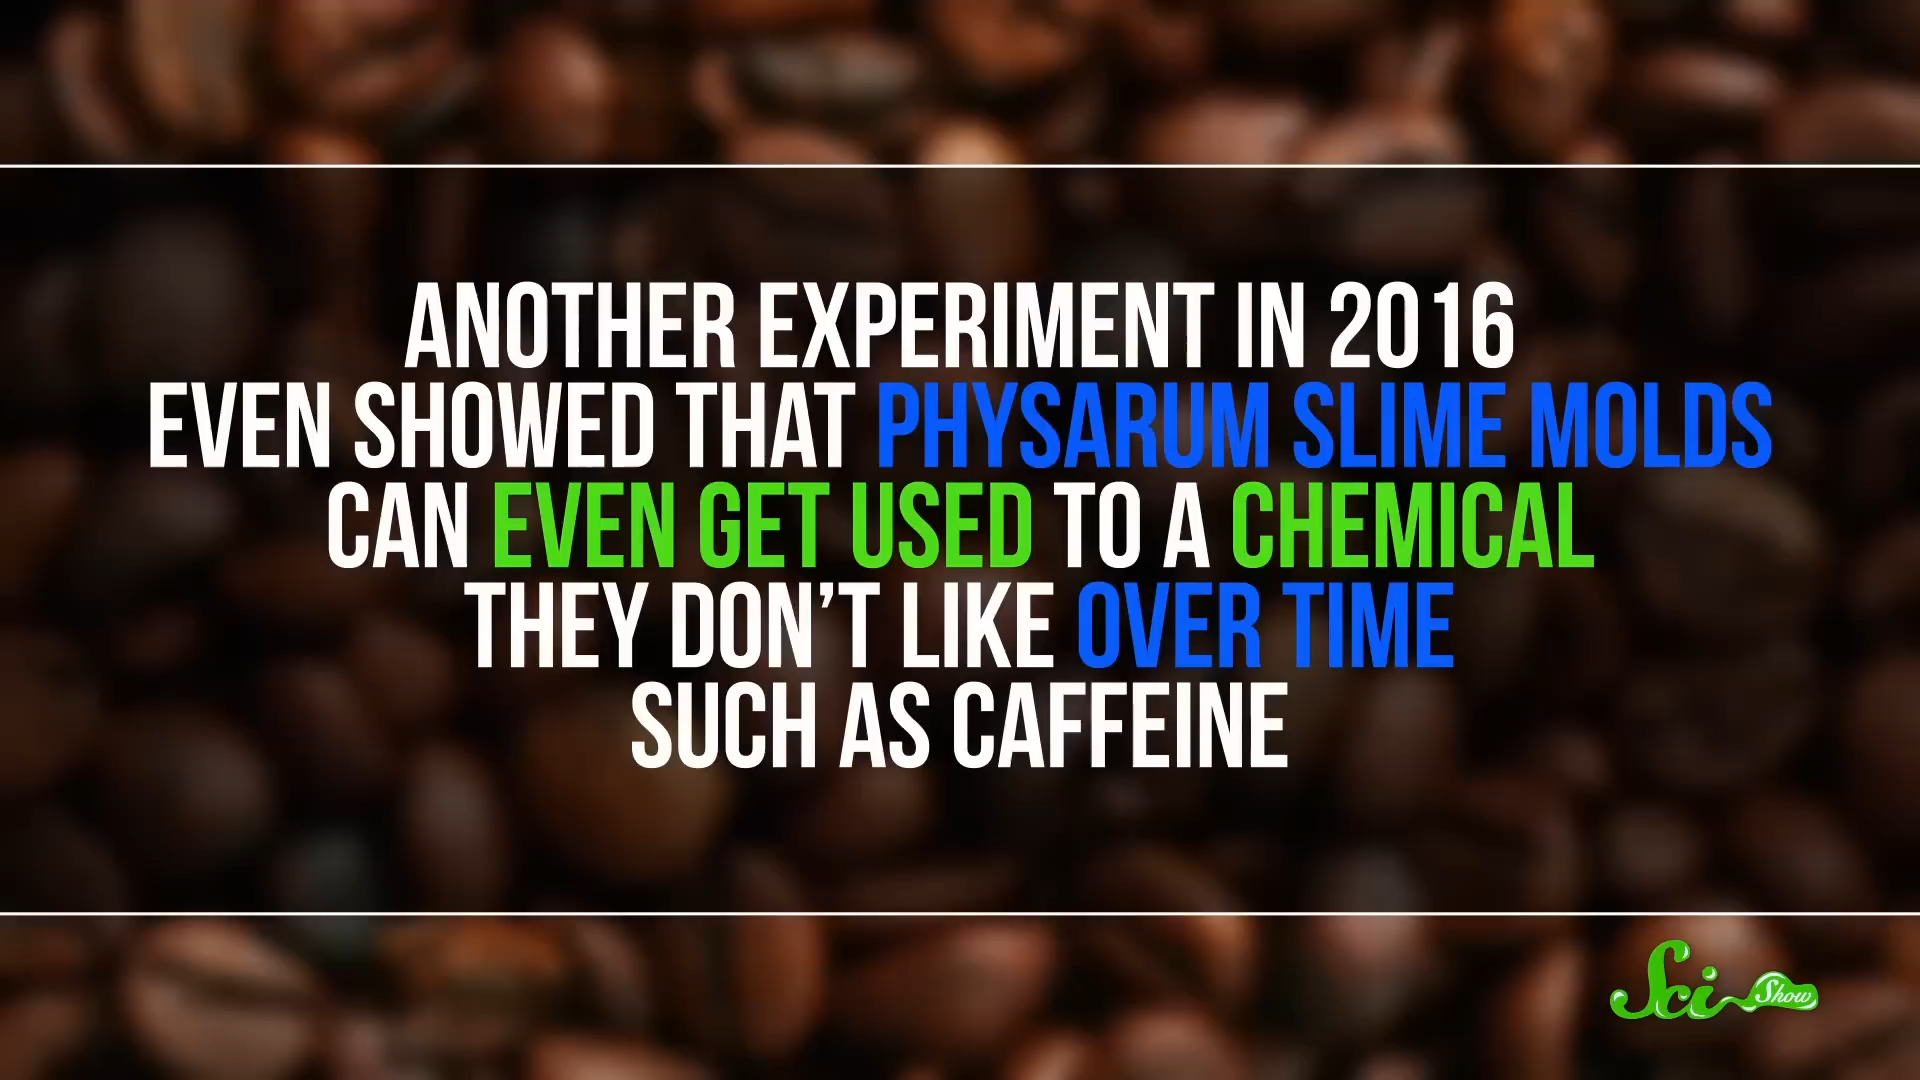 ANOTHER EXPERIMENT IN 2016
EVEN SHOWED THAT PHYSARUM SLIME MOLDS
CAN EVEN GET USED TO A CHEMICAL
THEY DON’T LIKE OVER TIME
SUCH AS CAFFEINE
Sci Show